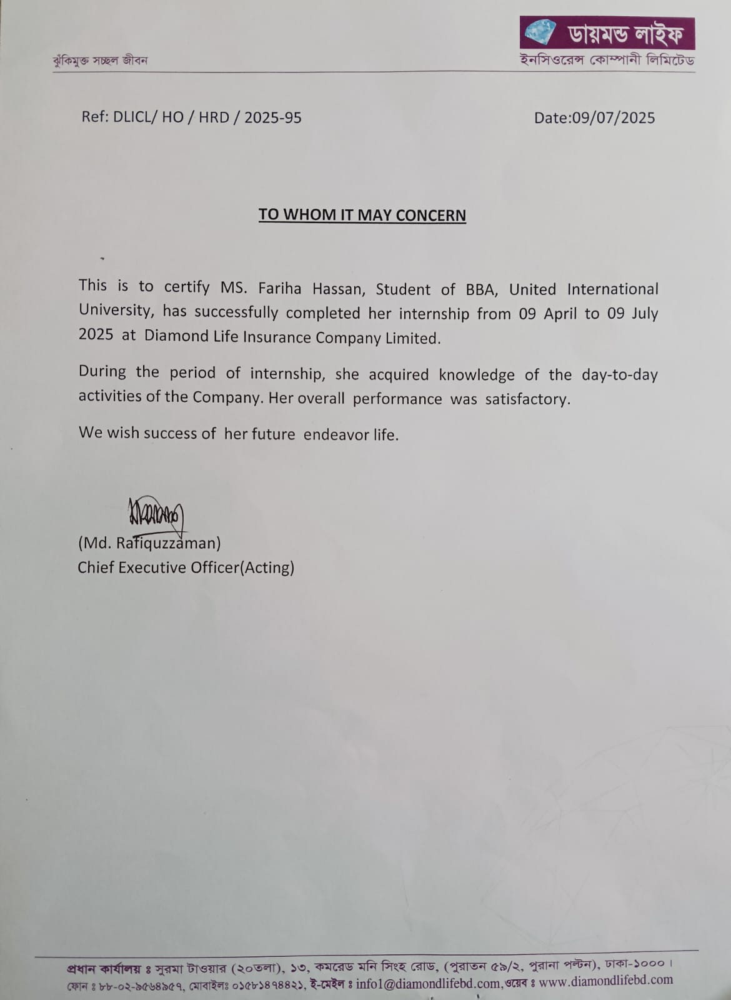 ডায়মন্ড লাইফ
ইনসিওরেন্স কোম্পানী লিমিটেড
ঝুঁকিমুক্ত সচ্ছল জীবন
Ref: DLICL/ HO / HRD / 2025-95 Date:09/07/2025
TO WHOM IT MAY CONCERN
This is to certify MS. Fariha Hassan, Student of BBA, United International
University, has successfully completed her internship from 09 April to 09 July
2025 at Diamond Life Insurance Company Limited.
During the period of internship, she acquired knowledge of the day-to-day
activities of the Company. Her overall performance was satisfactory.
We wish success of her future endeavor life.
(Md. Rafiquzzaman)
Chief Executive Officer(Acting)
প্রধান কার্যালয় ঃ সুরমা টাওয়ার (২০তলা), ১৩, কমরেড মনি সিংহ রোড, (পুরাতন ৫৯/২, পুরানা পল্টন), ঢাকা-১০০০ ।
ফোন ঃ ৮৮-০২-৯৫৬৪৯৫৭, মোবাইলঃ ০১৫৮১৪৭৪৪২১, ই-মেইল ঃ info1@diamondlifebd.com,ওয়েব ঃ www.diamondlifebd.com